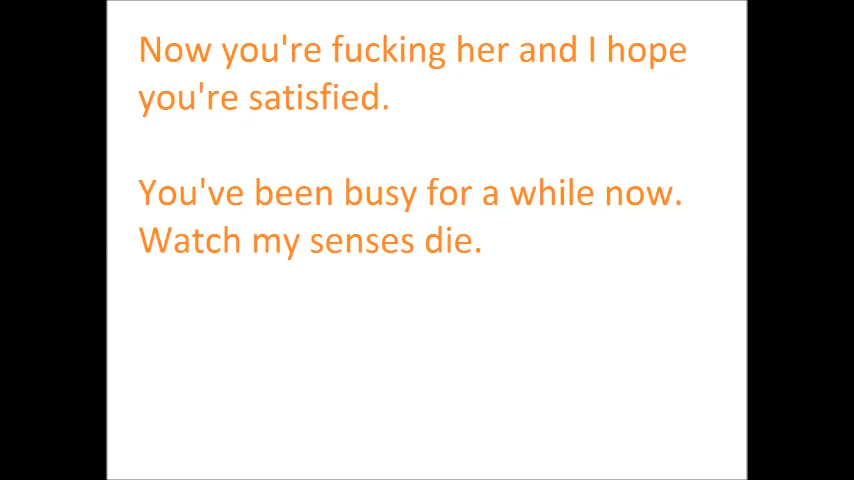 Now you're fucking her and I hope
you're satisfied.
You've been busy for a while now.
Watch my senses die.